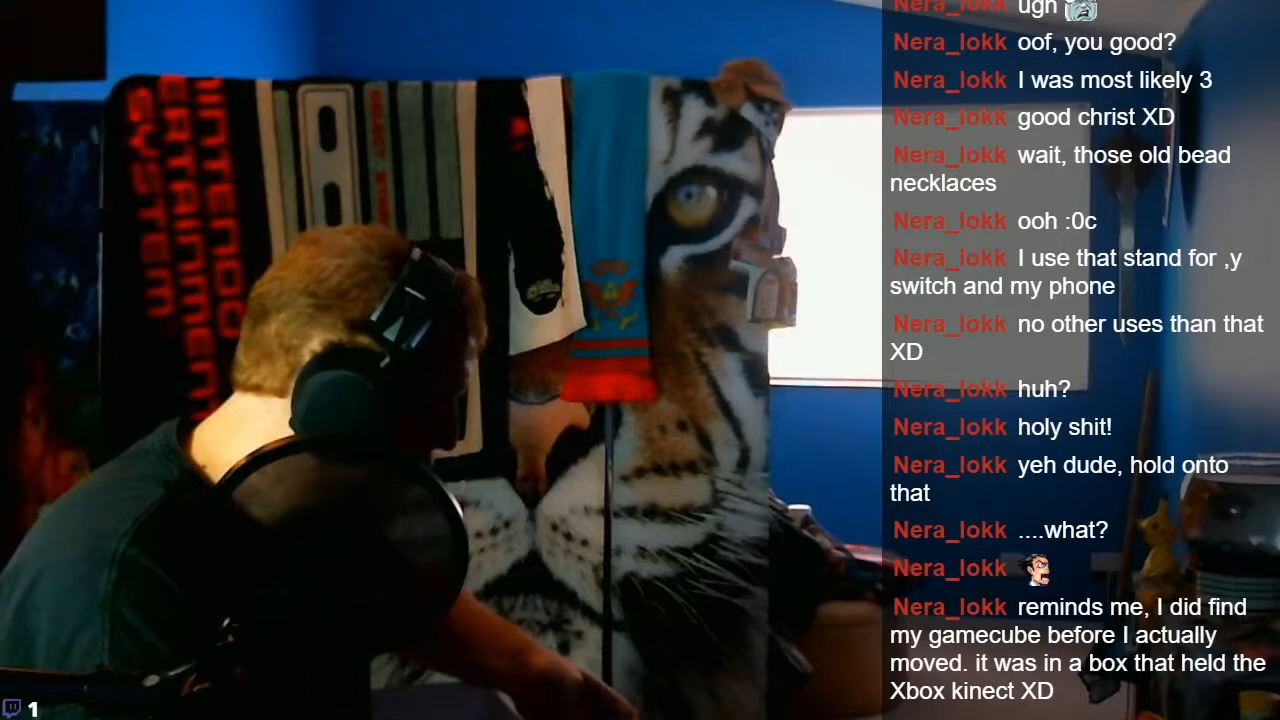 Nera_lokk ugh
Nera_lokk oof, you good?
Nera_lokk I was most likely 3
Nera_lokk good christ XD
Nera_lokk wait, those old bead
necklaces
Nera_lokk ooh :0c
Nera_lokk I use that stand for ,y
switch and my phone
Nera_lokk no other uses than that
XD
Nera_lokk huh?
Nera_lokk holy shit!
Nera_lokk yeh dude, hold onto
that
Nera_lokk ....what?
Nera_lokk
Nera_lokk reminds me, I did find
my gamecube before I actually
moved. it was in a box that held the
Xbox kinect XD
NINTENDO
ERTAINMENT
SYSTEM
SELECT
1